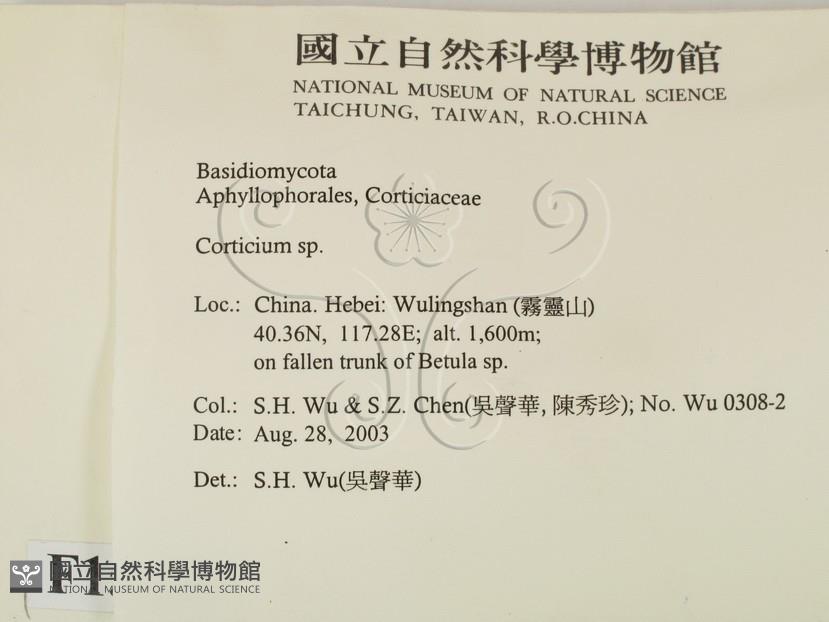 國立自然科學博物館
NATIONAL MUSEUM OF NATURAL SCIENCE
TAICHUNG, TAIWAN, R.O.CHINA
Basidiomycota
Aphyllophorales, Corticiaceae
Corticium sp.
Loc.: China. Hebei: Wulingshan (霧靈山)
40.36N, 117.28E; alt. 1,600m;
on fallen trunk of Betula sp.
Col.: S.H. Wu & S.Z. Chen(吳聲華, 陳秀珍); No. Wu 0308-2
Date: Aug. 28, 2003
Det.: S.H. Wu(吳聲華)
F1
國立自然科學博物館
NATIONAL MUSEUM OF NATURAL SCIENCE